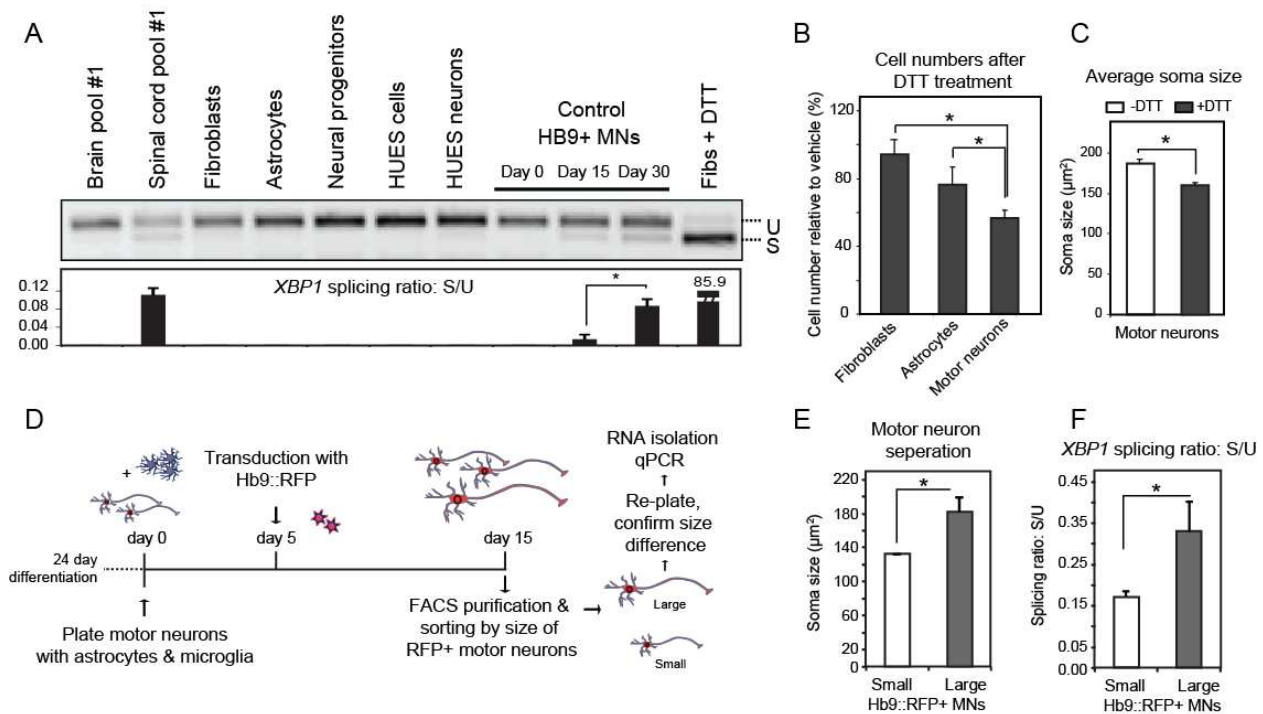 A
Brain pool #1
Spinal cord pool #1
Fibroblasts
Astrocytes
Neural progenitors
HUES cells
HUES neurons
Control
HB9+ MNs
Day 0 Day 15 Day 30
Fibs + DTT
U
S
XBP1 splicing ratio: S/U
*
85.9
0.12
0.08
0.04
0.00
B
Cell numbers after
DTT treatment
Cell number relative to vehicle (%)
120
80
40
0
*
*
Fibroblasts
Astrocytes
Motor neurons
C
Average soma size
-DTT +DTT
Soma size (µm²)
200
150
100
50
0
*
Motor neurons
D
+
Transduction with
Hb9::RFP
day 0 day 5 day 15
24 day
differentiation
Plate motor neurons
with astrocytes & microglia
FACS purification &
sorting by size of
RFP+ motor neurons
RNA isolation
qPCR
Re-plate,
confirm size
difference
Large
Small
E
Motor neuron
seperation
Soma size (µm²)
220
180
140
100
60
20
0
*
Small Large
Hb9::RFP+ MNs
F
XBP1 splicing ratio: S/U
Splicing ratio: S/U
0.45
0.35
0.25
0.15
0.05
0.00
*
Small Large
Hb9::RFP+ MNs